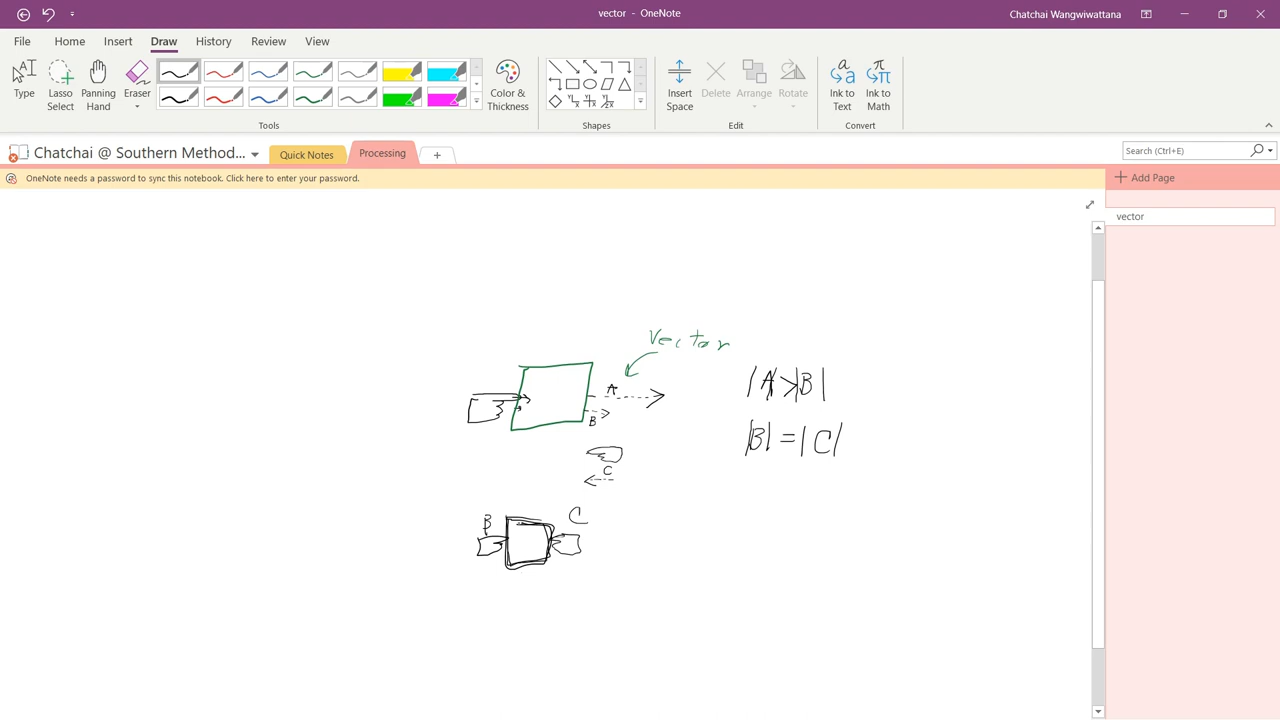 vector - OneNote
Chatchai Wangwiwattana
File Home Insert Draw History Review View
Type
Lasso Select
Panning Hand
Eraser
Color & Thickness
Insert Space
Delete
Arrange
Rotate
Ink to Text
Ink to Math
Tools
Shapes
Edit
Convert
Chatchai @ Southern Method...
Quick Notes
Processing
Search (Ctrl+E)
OneNote needs a password to sync this notebook. Click here to enter your password.
Add Page
vector
Vector
A
B
|A|>|B|
|B|=|C|
C
B
C